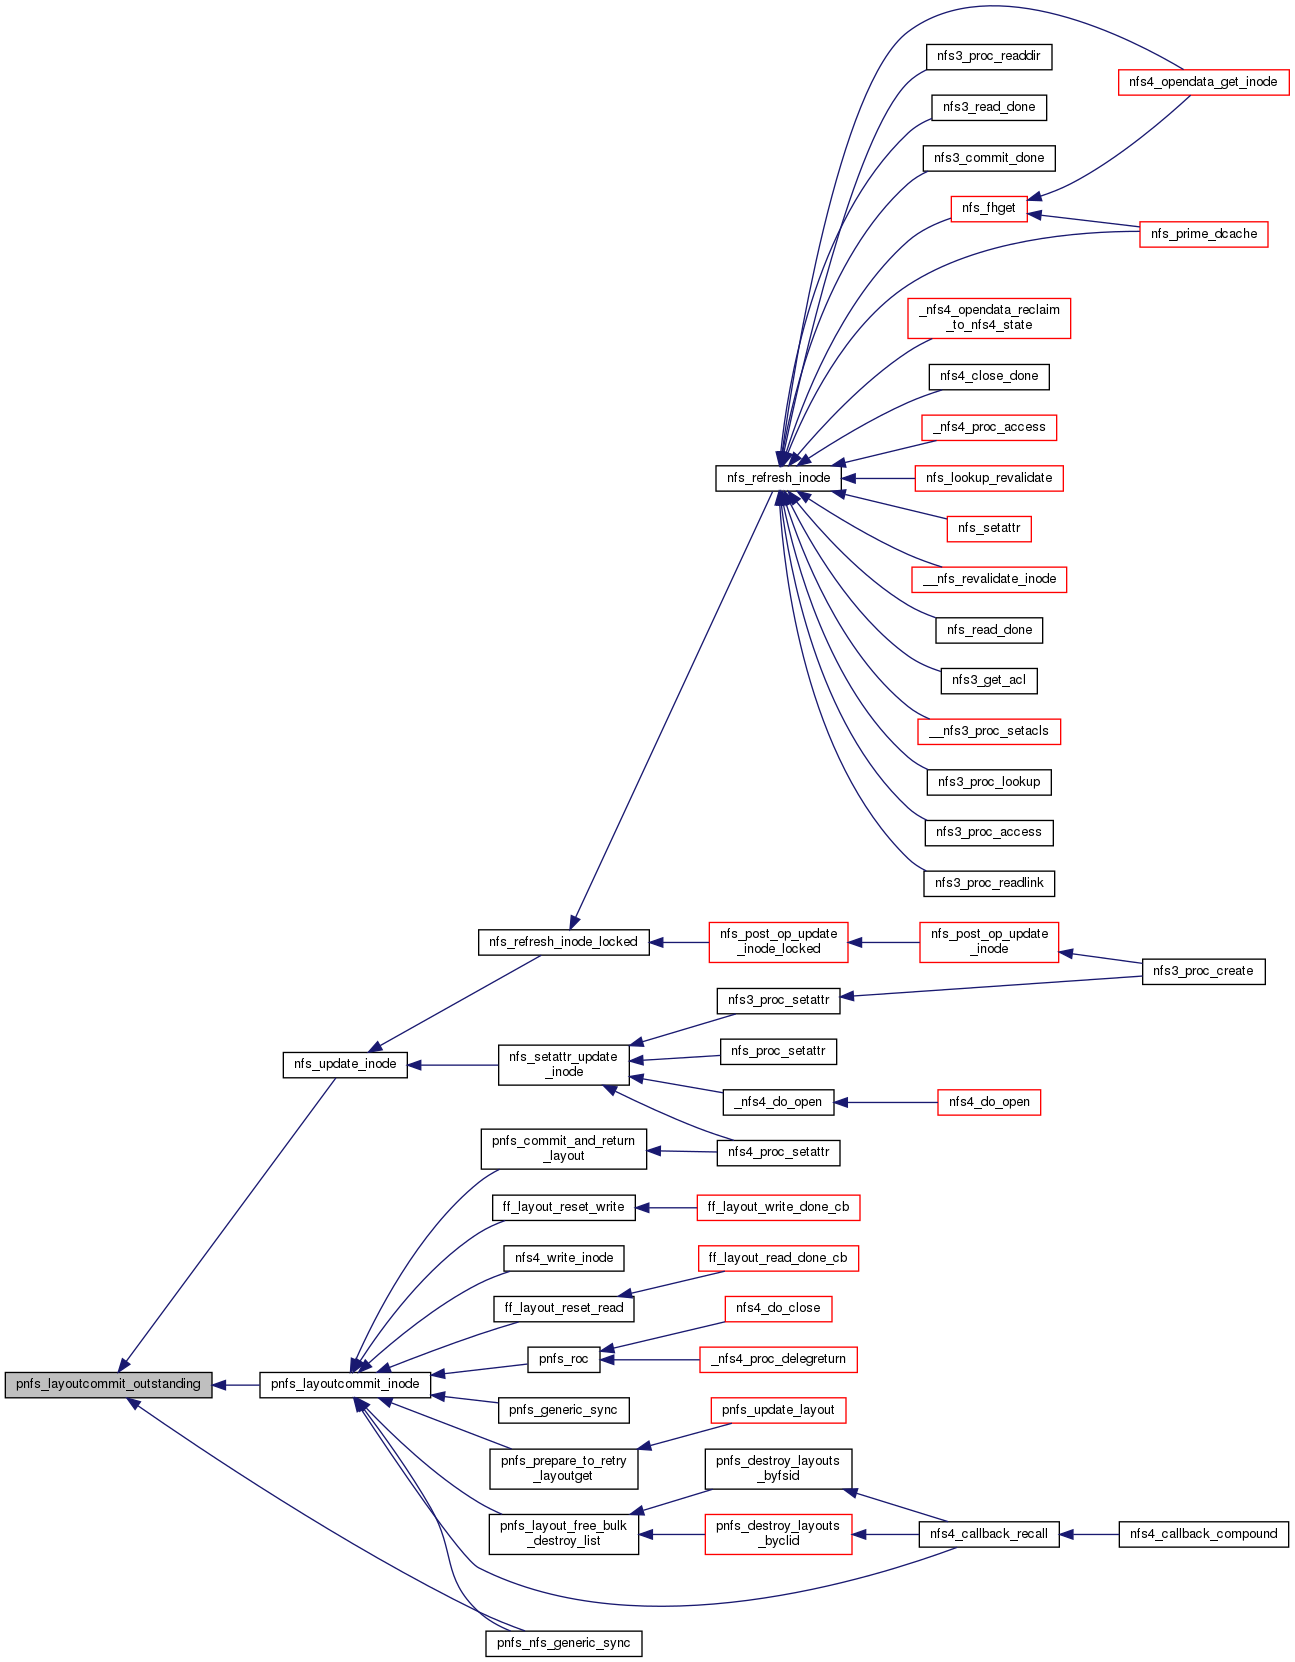 nfs3_proc_readdir
nfs4_opendata_get_inode
nfs3_read_done
nfs3_commit_done
nfs_fhget
nfs_prime_dcache
_nfs4_opendata_reclaim
_to_nfs4_state
nfs4_close_done
_nfs4_proc_access
nfs_refresh_inode
nfs_lookup_revalidate
nfs_setattr
__nfs_revalidate_inode
nfs_read_done
nfs3_get_acl
__nfs3_proc_setacls
nfs3_proc_lookup
nfs3_proc_access
nfs3_proc_readlink
nfs_refresh_inode_locked
nfs_post_op_update
_inode_locked
nfs_post_op_update
_inode
nfs3_proc_create
nfs3_proc_setattr
nfs_update_inode
nfs_setattr_update
_inode
nfs_proc_setattr
_nfs4_do_open
nfs4_do_open
pnfs_commit_and_return
_layout
nfs4_proc_setattr
ff_layout_reset_write
ff_layout_write_done_cb
nfs4_write_inode
ff_layout_read_done_cb
ff_layout_reset_read
nfs4_do_close
pnfs_roc
_nfs4_proc_delegreturn
pnfs_layoutcommit_outstanding
pnfs_layoutcommit_inode
pnfs_generic_sync
pnfs_update_layout
pnfs_prepare_to_retry
_layoutget
pnfs_destroy_layouts
_byfsid
pnfs_layout_free_bulk
_destroy_list
pnfs_destroy_layouts
_byclid
nfs4_callback_recall
nfs4_callback_compound
pnfs_nfs_generic_sync